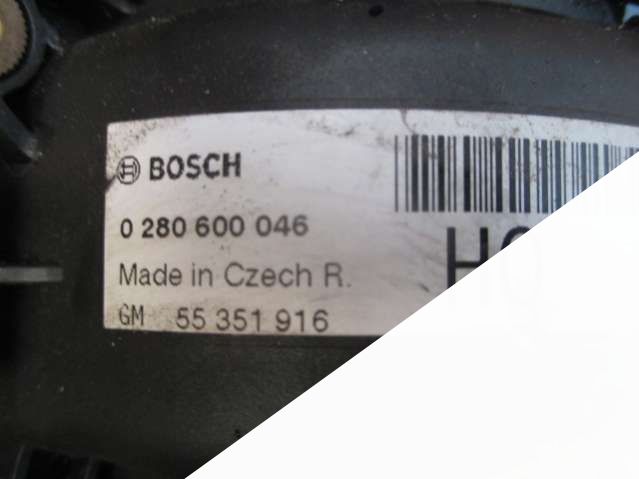 BOSCH
0 280 600 046
Made in Czech R.
GM 55 351 916